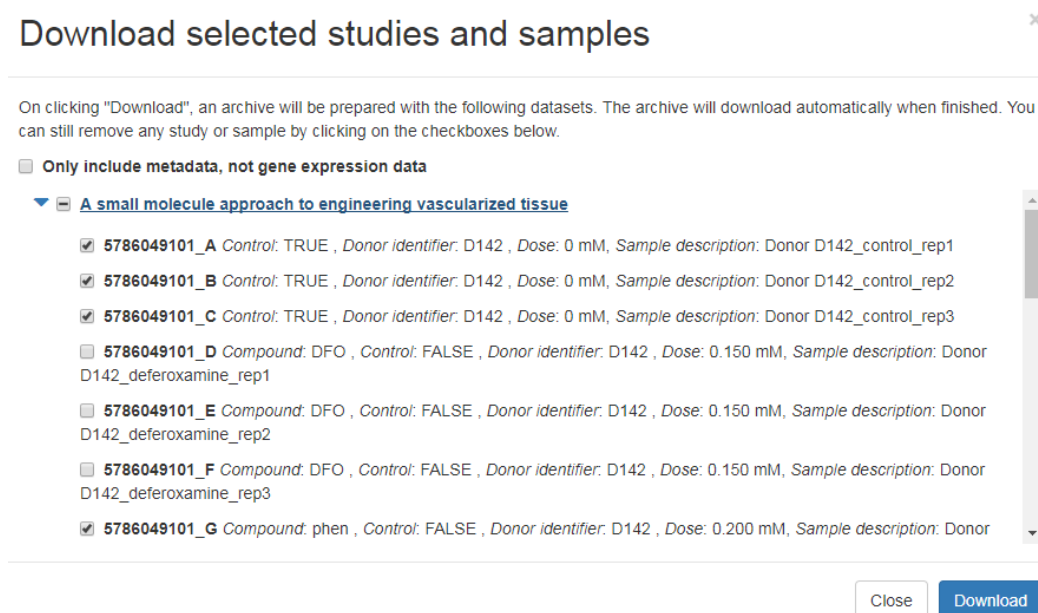 Download selected studies and samples
×
On clicking "Download", an archive will be prepared with the following datasets. The archive will download automatically when finished. You
can still remove any study or sample by clicking on the checkboxes below.
Only include metadata, not gene expression data
A small molecule approach to engineering vascularized tissue
5786049101_A Control: TRUE , Donor identifier: D142 , Dose: 0 mM, Sample description: Donor D142_control_rep1
5786049101_B Control: TRUE , Donor identifier: D142 , Dose: 0 mM, Sample description: Donor D142_control_rep2
5786049101_C Control: TRUE , Donor identifier: D142 , Dose: 0 mM, Sample description: Donor D142_control_rep3
5786049101_D Compound: DFO , Control: FALSE , Donor identifier: D142 , Dose: 0.150 mM, Sample description: Donor
D142_deferoxamine_rep1
5786049101_E Compound: DFO , Control: FALSE , Donor identifier: D142 , Dose: 0.150 mM, Sample description: Donor
D142_deferoxamine_rep2
5786049101_F Compound: DFO , Control: FALSE , Donor identifier: D142 , Dose: 0.150 mM, Sample description: Donor
D142_deferoxamine_rep3
5786049101_G Compound: phen , Control: FALSE , Donor identifier: D142 , Dose: 0.200 mM, Sample description: Donor
Close
Download